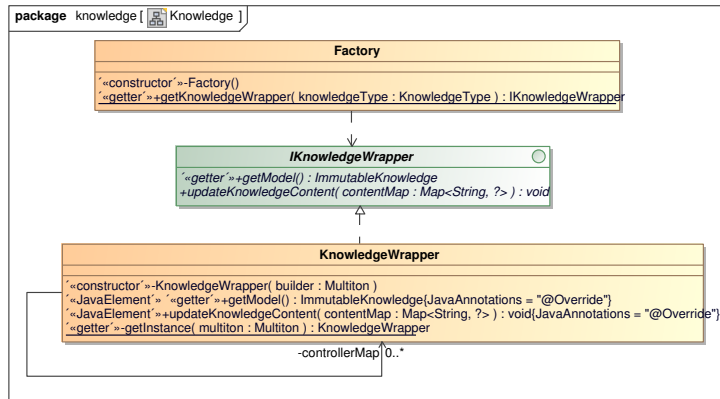 package knowledge [ Knowledge ]
Factory
´«constructor´»-Factory()
´«getter´»+getKnowledgeWrapper( knowledgeType : KnowledgeType ) : IKnowledgeWrapper
IKnowledgeWrapper
´«getter´»+getModel() : ImmutableKnowledge
+updateKnowledgeContent( contentMap : Map<String, ?> ) : void
KnowledgeWrapper
´«constructor´»-KnowledgeWrapper( builder : Multiton )
´«JavaElement´» ´«getter´»+getModel() : ImmutableKnowledge{JavaAnnotations = "@Override"}
´«JavaElement´»+updateKnowledgeContent( contentMap : Map<String, ?> ) : void{JavaAnnotations = "@Override"}
´«getter´»-getInstance( multiton : Multiton ) : KnowledgeWrapper
-controllerMap 0..*